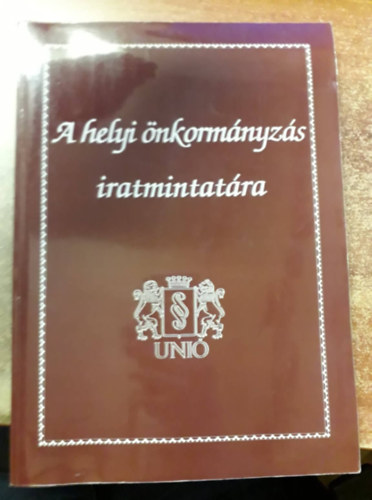 A helyi önkormányzás
iratmintatára
§
UNIÓ